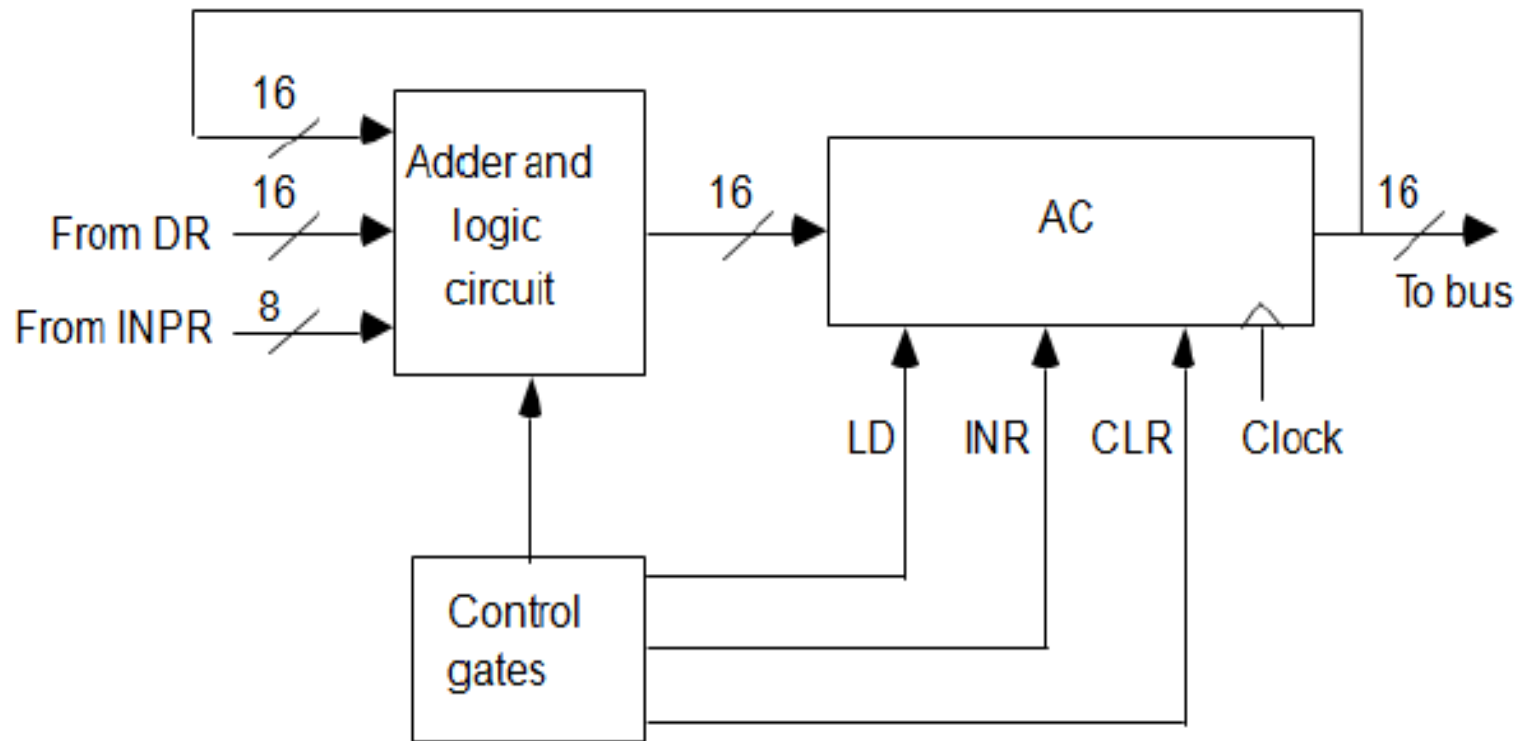 16
Adder and
logic
circuit
16
From DR
8
From INPR
16
AC
16
To bus
LD
INR
CLR
Clock
Control
gates